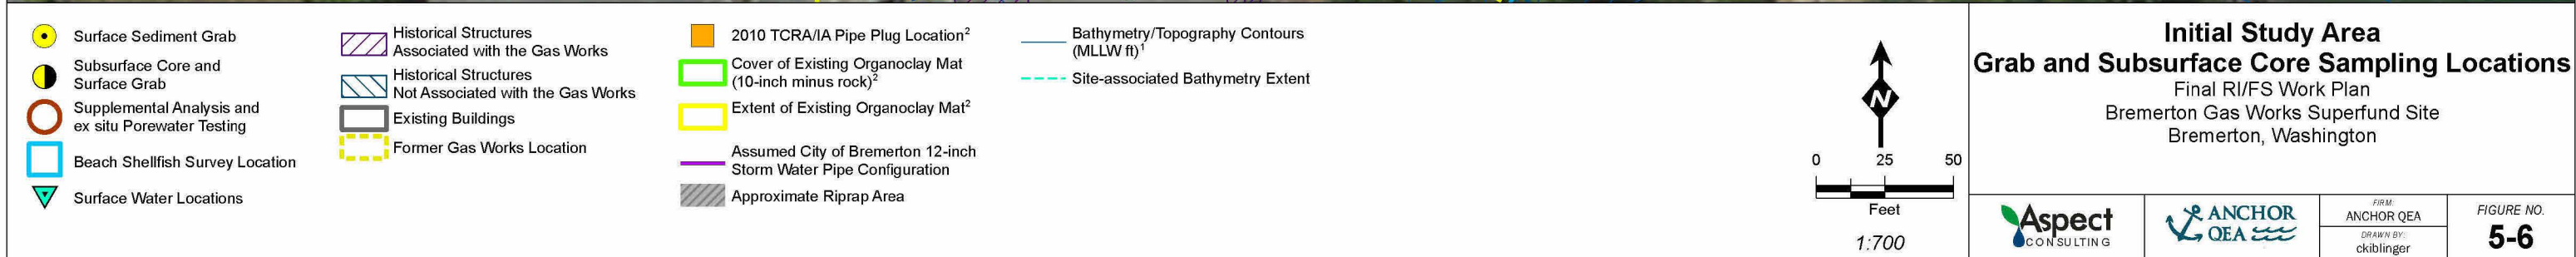 Surface Sediment Grab
Subsurface Core and
Surface Grab
Supplemental Analysis and
ex situ Porewater Testing
Beach Shellfish Survey Location
Surface Water Locations
Historical Structures
Associated with the Gas Works
Historical Structures
Not Associated with the Gas Works
Existing Buildings
Former Gas Works Location
2010 TCRA/IA Pipe Plug Location2
Cover of Existing Organoclay Mat
(10-inch minus rock)2
Extent of Existing Organoclay Mat2
Assumed City of Bremerton 12-inch
Storm Water Pipe Configuration
Approximate Riprap Area
Bathymetry/Topography Contours
(MLLW ft)1
Site-associated Bathymetry Extent
N
0 25 50
Feet
1:700
Initial Study Area
Grab and Subsurface Core Sampling Locations
Final RI/FS Work Plan
Bremerton Gas Works Superfund Site
Bremerton, Washington
Aspect
CONSULTING
ANCHOR
QEA
FIRM:
ANCHOR QEA
DRAWN BY:
ckiblinger
FIGURE NO.
5-6